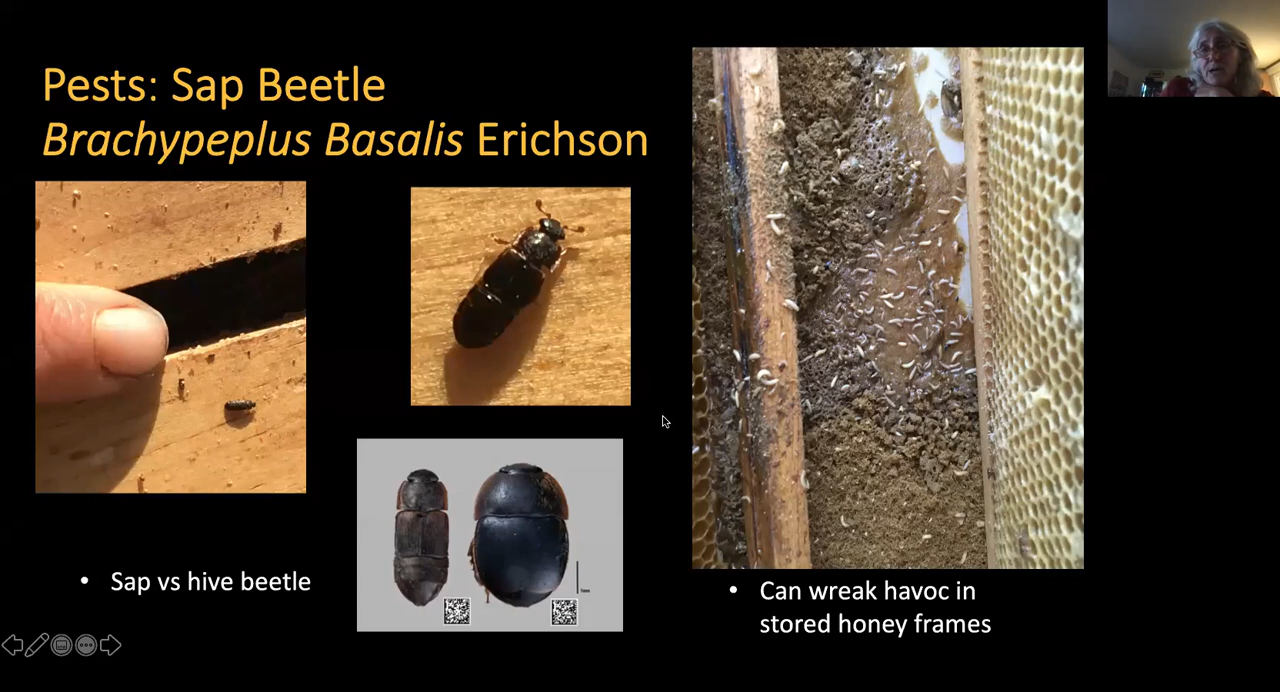 Pests: Sap Beetle
Brachypeplus Basalis Erichson
Sap vs hive beetle
Can wreak havoc in
stored honey frames